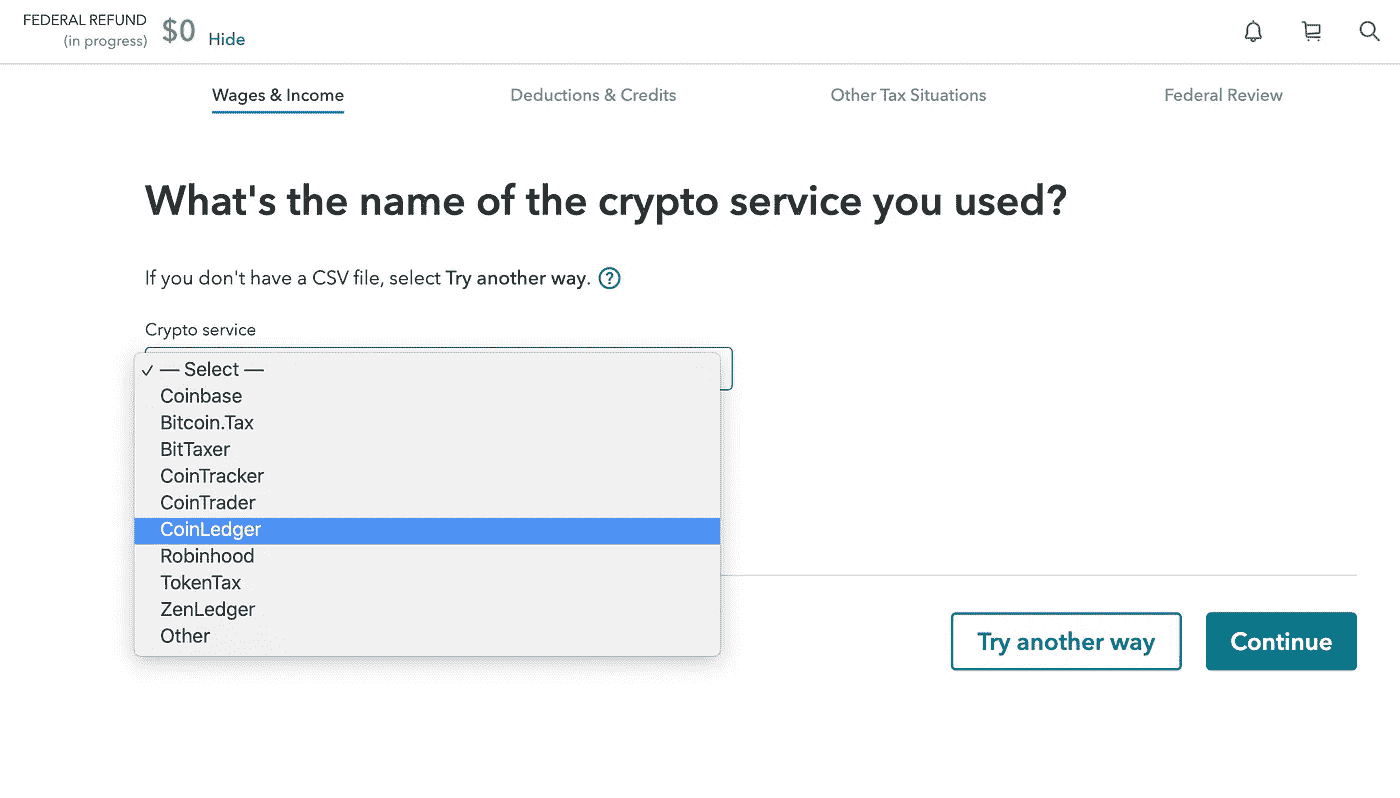 FEDERAL REFUND
(in progress)
$0
Hide
Wages & Income
Deductions & Credits
Other Tax Situations
Federal Review
What's the name of the crypto service you used?
If you don't have a CSV file, select Try another way. ?
Crypto service
✓ — Select —
Coinbase
Bitcoin.Tax
BitTaxer
CoinTracker
CoinTrader
CoinLedger
Robinhood
TokenTax
ZenLedger
Other
Try another way
Continue